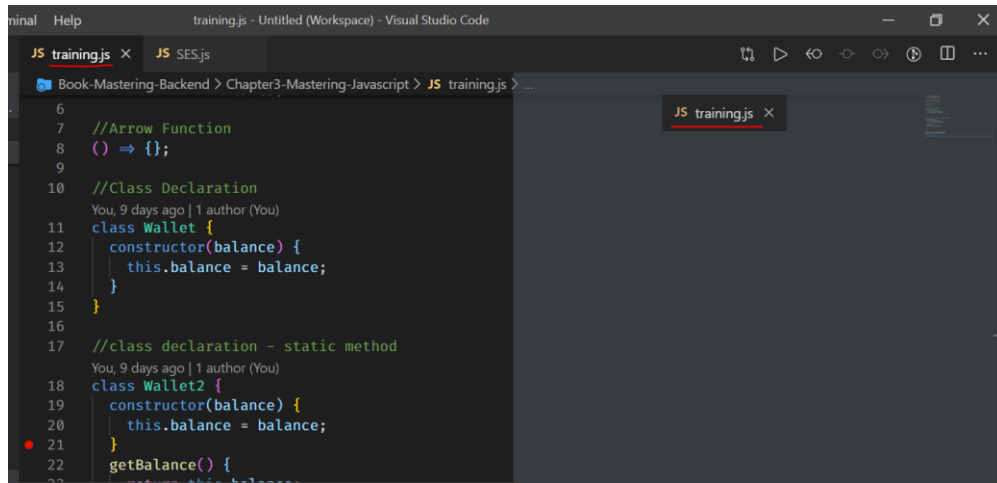 minal Help training.js - Untitled (Workspace) - Visual Studio Code
JS training.js × JS SES.js
Book-Mastering-Backend > Chapter3-Mastering-Javascript > JS training.js > ...
JS training.js ×
6
7 //Arrow Function
8 () => {};
9
10 //Class Declaration
You, 9 days ago | 1 author (You)
11 class Wallet {
12 constructor(balance) {
13 this.balance = balance;
14 }
15 }
16
17 //class declaration - static method
You, 9 days ago | 1 author (You)
18 class Wallet2 {
19 constructor(balance) {
20 this.balance = balance;
21 }
22 getBalance() {
return this.balance;